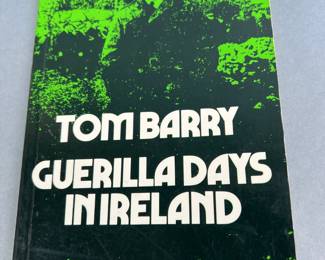 TOM BARRY
GUERILLA DAYS
IN IRELAND